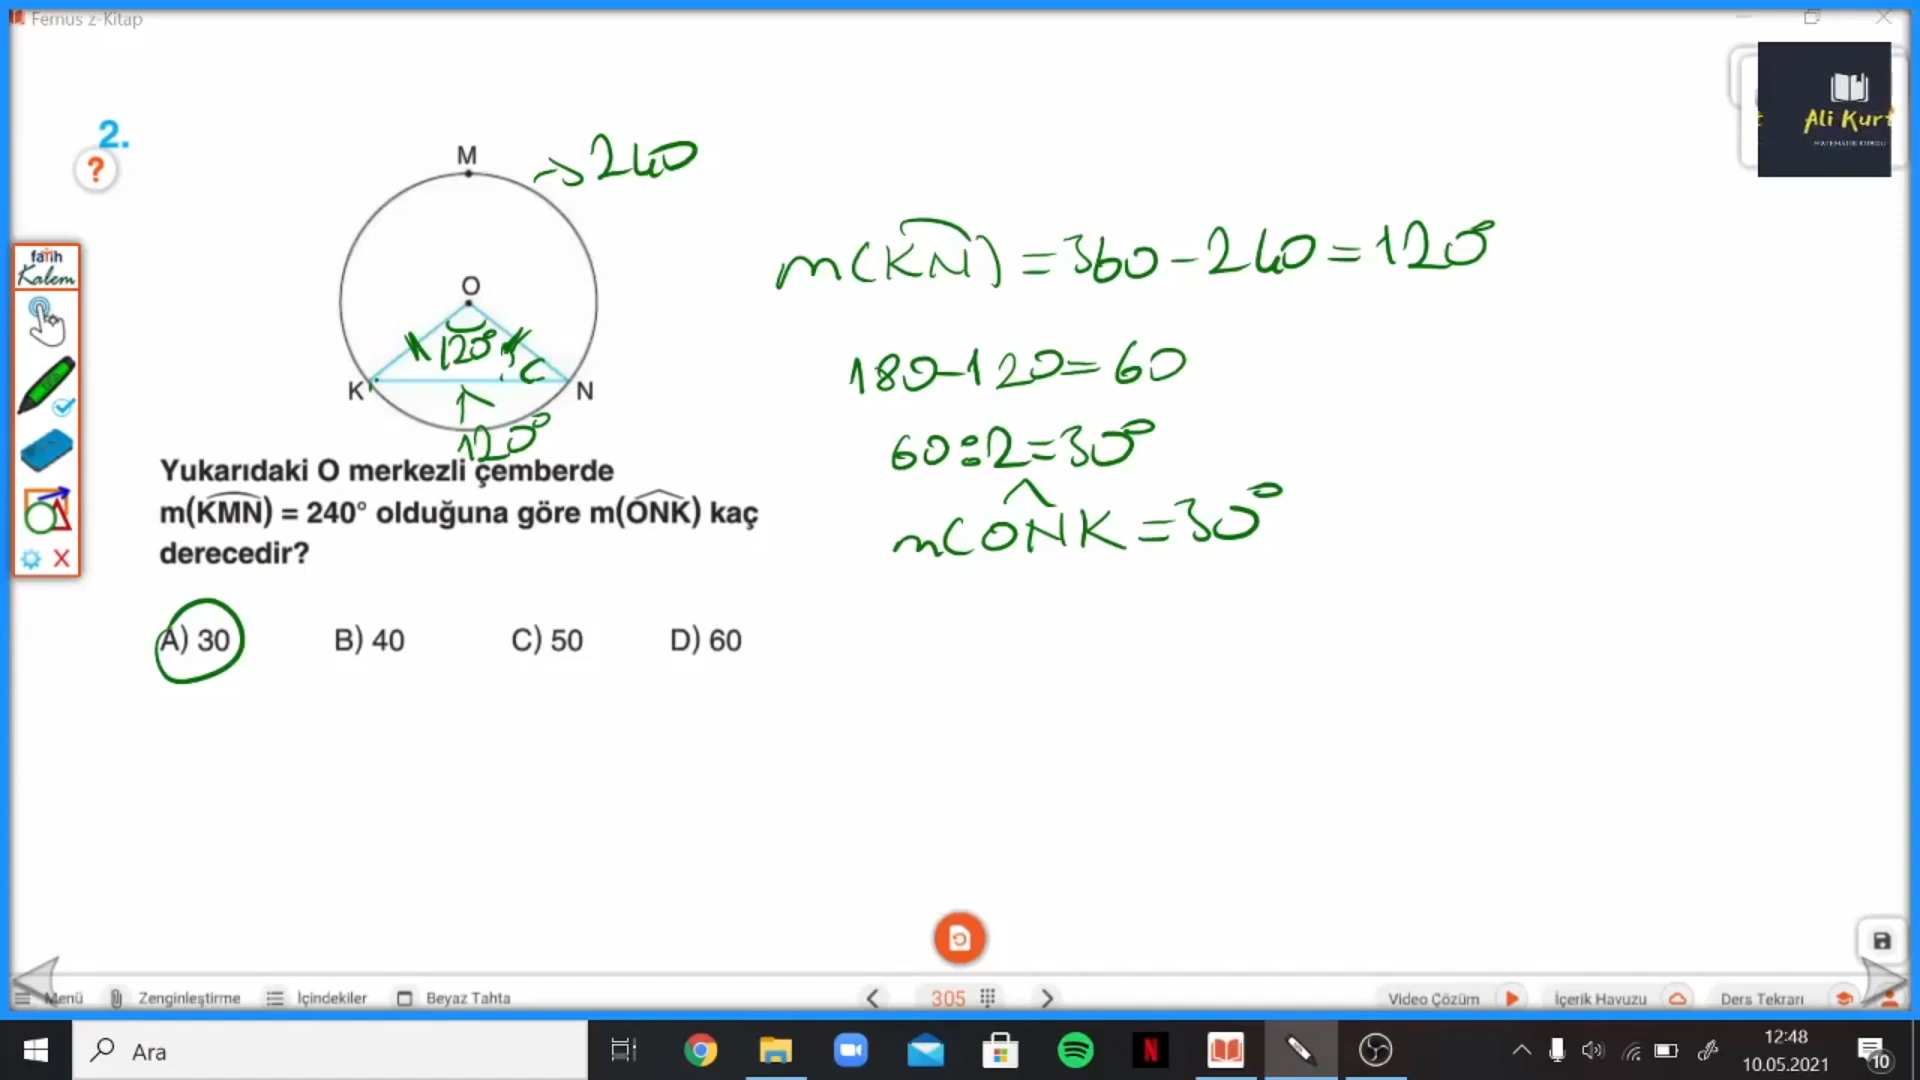 Fernus z-Kitap
Ali Kurt
MATEMATİK KURDU
2.
?
M
240
O
120°
C
K
N
120°
m(KN) = 360 - 240 = 120°
180 - 120 = 60
60 : 2 = 30°
m(ONK = 30°
fatih
Kalem
Yukarıdaki O merkezli çemberde
m(KMN) = 240° olduğuna göre m(ONK) kaç
derecedir?
A) 30 B) 40 C) 50 D) 60
Menü Zenginleştirme İçindekiler Beyaz Tahta 305 Video Çözüm İçerik Havuzu Ders Tekrarı
Ara
N
12:48
10.05.2021
10